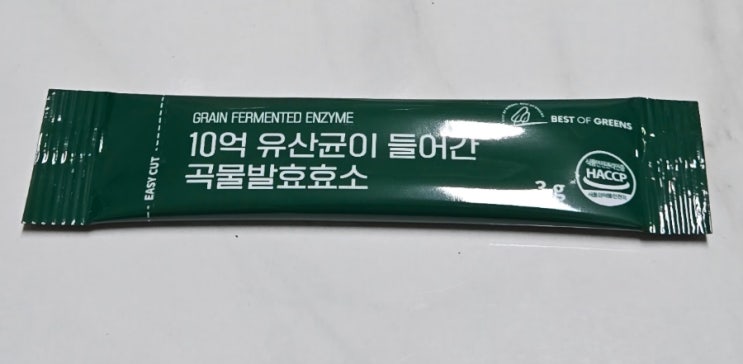 GRAIN FERMENTED ENZYME
10억 유산균이 들어간
곡물발효효소
EASY CUT
BEST OF GREENS
HACCP
3 g